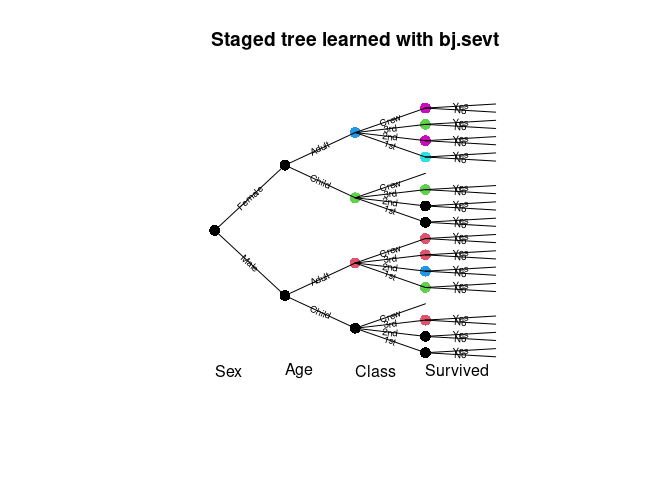 Staged tree learned with bj.sevt
Crew
Yes
No
3rd
Yes
No
2nd
Yes
No
1st
Yes
No
Adult
Female
Child
Crew
3rd
Yes
No
2nd
Yes
No
1st
Yes
No
Crew
Yes
No
3rd
Yes
No
2nd
Yes
No
1st
Yes
No
Adult
Male
Child
Crew
3rd
Yes
No
2nd
Yes
No
1st
Yes
No
Sex Age Class Survived